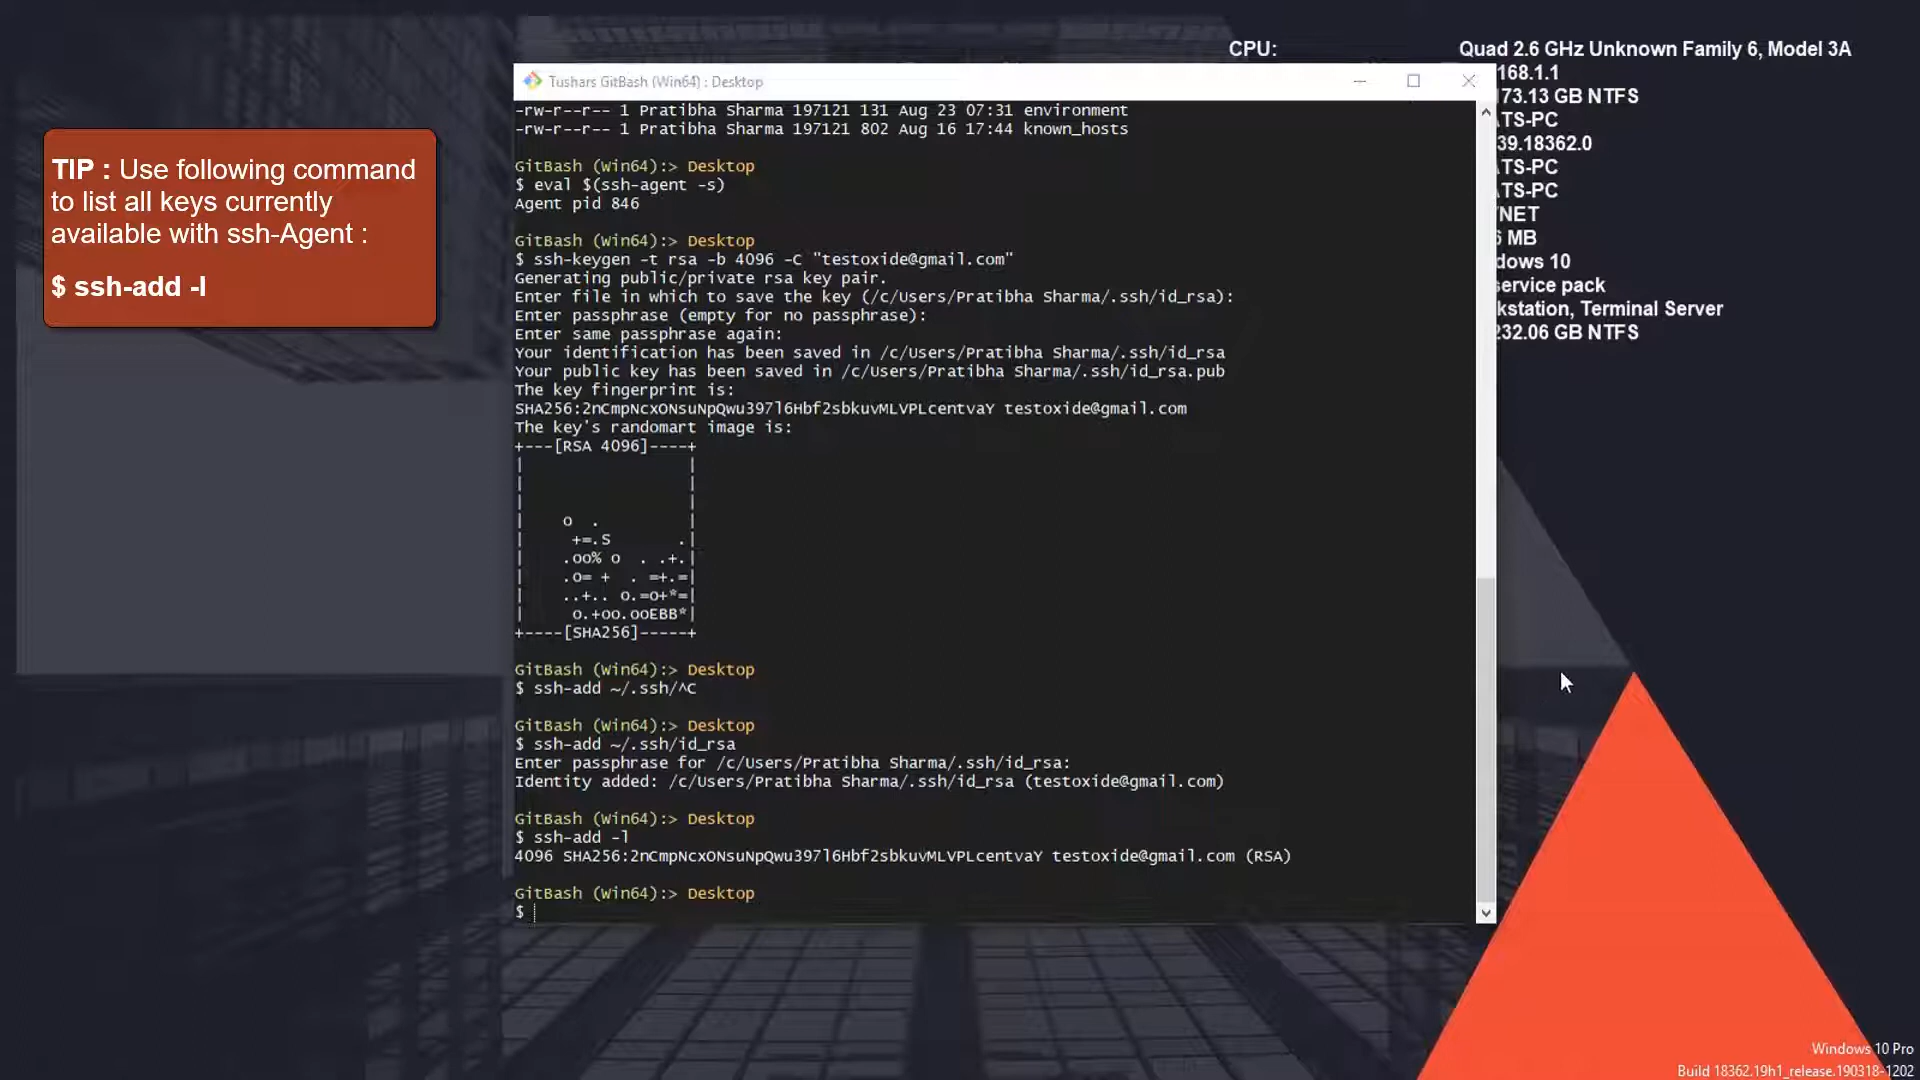 CPU: Quad 2.6 GHz Unknown Family 6, Model 3A
168.1.1
173.13 GB NTFS
ATS-PC
39.18362.0
ATS-PC
ATS-PC
NET
6 MB
dows 10
service pack
kstation, Terminal Server
232.06 GB NTFS
TIP : Use following command
to list all keys currently
available with ssh-Agent :
$ ssh-add -l
Tushars GitBash (Win64) : Desktop
-rw-r--r-- 1 Pratibha Sharma 197121 131 Aug 23 07:31 environment
-rw-r--r-- 1 Pratibha Sharma 197121 802 Aug 16 17:44 known_hosts
GitBash (Win64):> Desktop
$ eval $(ssh-agent -s)
Agent pid 846
GitBash (Win64):> Desktop
$ ssh-keygen -t rsa -b 4096 -C "testoxide@gmail.com"
Generating public/private rsa key pair.
Enter file in which to save the key (/c/Users/Pratibha Sharma/.ssh/id_rsa):
Enter passphrase (empty for no passphrase):
Enter same passphrase again:
Your identification has been saved in /c/Users/Pratibha Sharma/.ssh/id_rsa
Your public key has been saved in /c/Users/Pratibha Sharma/.ssh/id_rsa.pub
The key fingerprint is:
SHA256:2nCmpNcxONsuNpQwu397l6Hbf2sbkuvMLVPLcentvaY testoxide@gmail.com
The key's randomart image is:
+---[RSA 4096]----+
|                 |
|                 |
|                 |
|    o  .         |
|     +=.S       .|
|    .oo% o  . .+.|
|    .o= +  . =+.=|
|    ..+.. o.=o+*=|
|     o.+oo.ooEBB*|
+----[SHA256]-----+
GitBash (Win64):> Desktop
$ ssh-add ~/.ssh/^C
GitBash (Win64):> Desktop
$ ssh-add ~/.ssh/id_rsa
Enter passphrase for /c/Users/Pratibha Sharma/.ssh/id_rsa:
Identity added: /c/Users/Pratibha Sharma/.ssh/id_rsa (testoxide@gmail.com)
GitBash (Win64):> Desktop
$ ssh-add -l
4096 SHA256:2nCmpNcxONsuNpQwu397l6Hbf2sbkuvMLVPLcentvaY testoxide@gmail.com (RSA)
GitBash (Win64):> Desktop
$
Windows 10 Pro
Build 18362.19h1_release.190318-1202